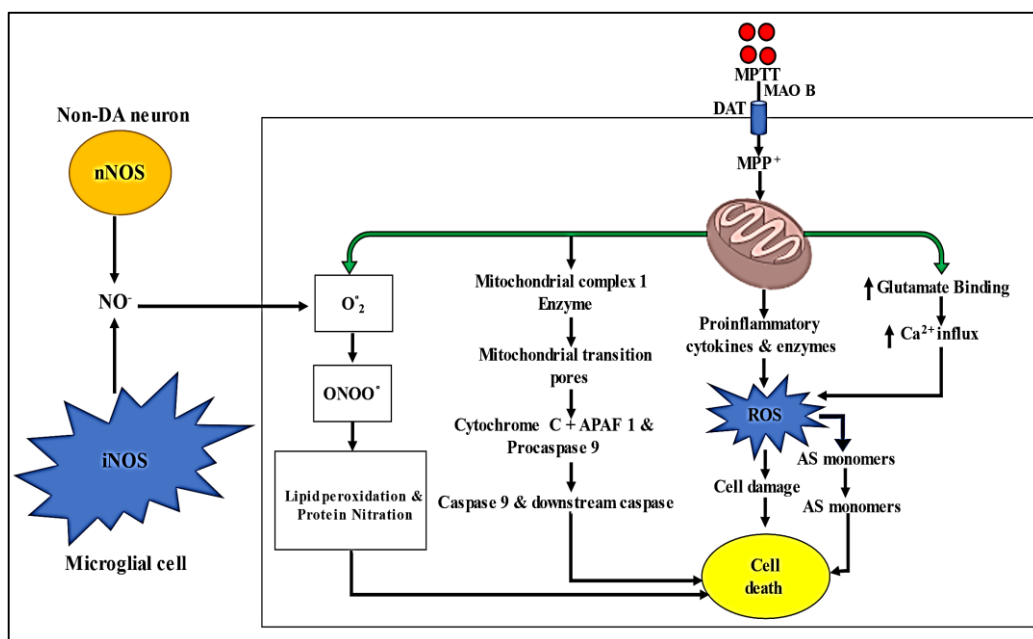 MPTT
MAO B
DAT
MPP+
Non-DA neuron
nNOS
NO-
iNOS
Microglial cell
O*2
ONOO*
Lipid peroxidation &
Protein Nitration
Mitochondrial complex 1
Enzyme
Mitochondrial transition
pores
Cytochrome C + APAF 1 &
Procaspase 9
Caspase 9 & downstream caspase
Proinflammatory
cytokines & enzymes
ROS
Cell damage
Glutamate Binding
Ca2+ influx
AS monomers
AS monomers
Cell
death